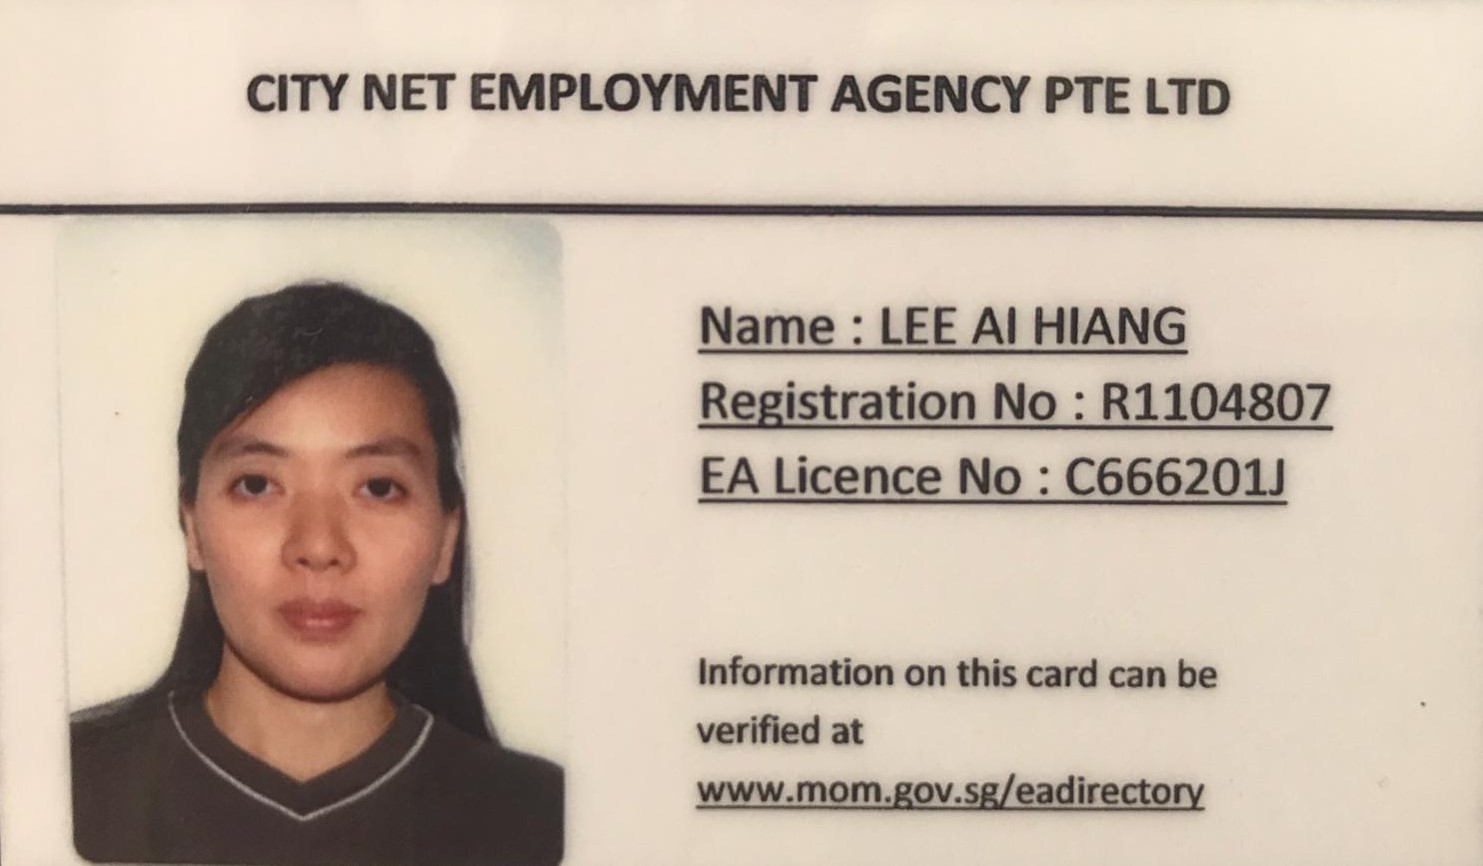 CITY NET EMPLOYMENT AGENCY PTE LTD
Name : LEE AI HIANG
Registration No : R1104807
EA Licence No : C666201J
Information on this card can be
verified at
www.mom.gov.sg/eadirectory